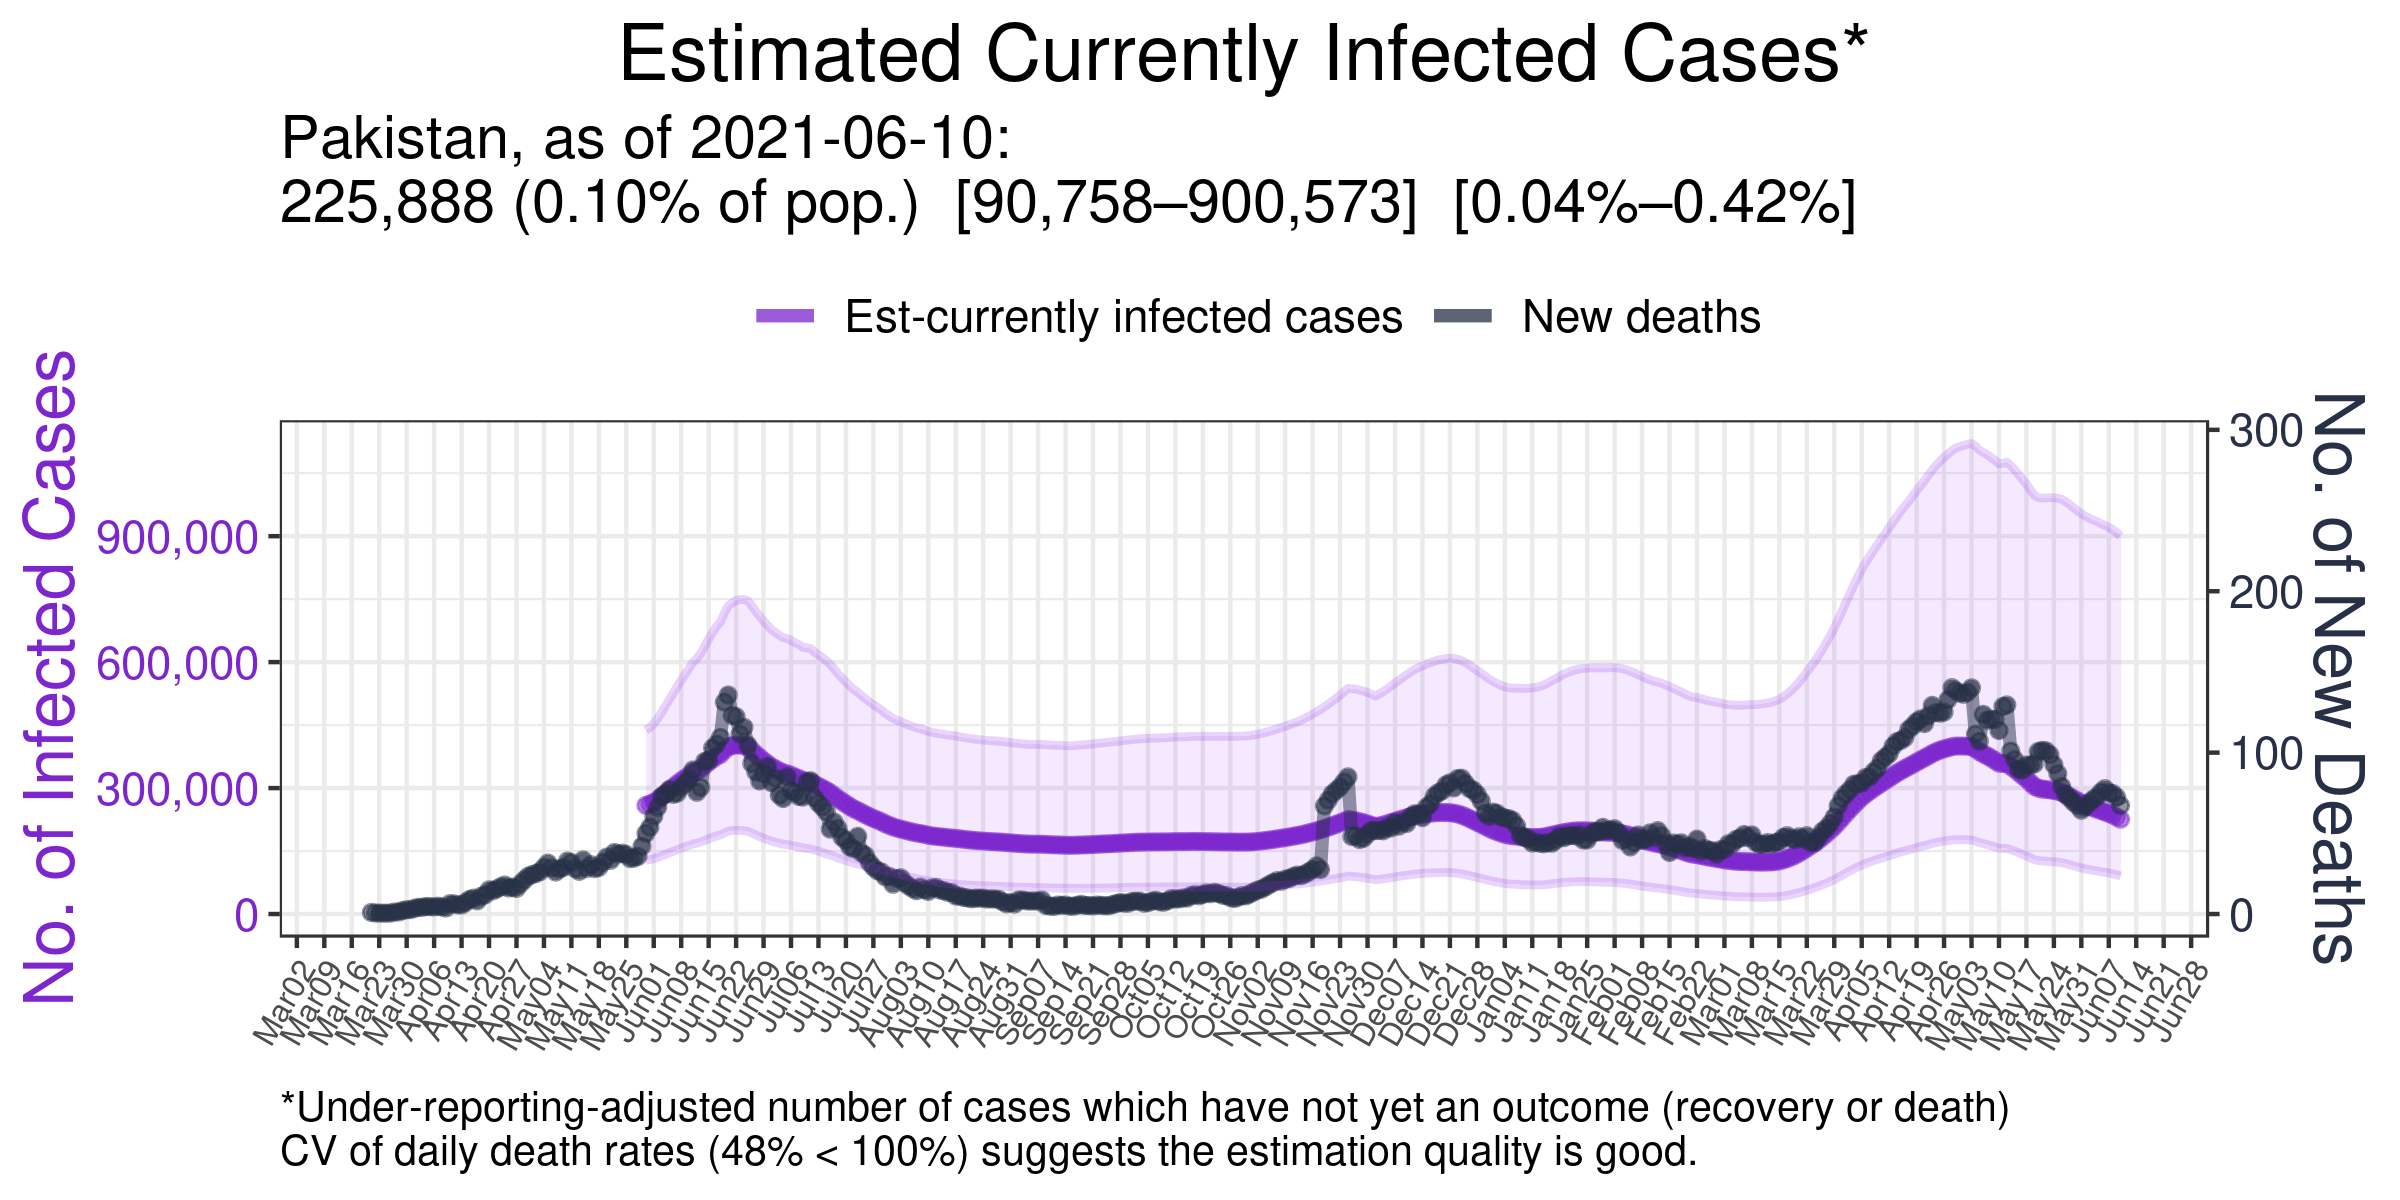 Estimated Currently Infected Cases*
Pakistan, as of 2021-06-10:
225,888 (0.10% of pop.) [90,758–900,573] [0.04%–0.42%]
Est-currently infected cases
New deaths
No. of Infected Cases
900,000
600,000
300,000
0
300
200
100
0
No. of New Deaths
Mar02
Mar09
Mar16
Mar23
Mar30
Apr06
Apr13
Apr20
Apr27
May04
May11
May18
May25
Jun01
Jun08
Jun15
Jun22
Jun29
Jul06
Jul13
Jul20
Jul27
Aug03
Aug10
Aug17
Aug24
Aug31
Sep07
Sep14
Sep21
Sep28
Oct05
Oct12
Oct19
Oct26
Nov02
Nov09
Nov16
Nov23
Nov30
Dec07
Dec14
Dec21
Dec28
Jan04
Jan11
Jan18
Jan25
Feb01
Feb08
Feb15
Feb22
Mar01
Mar08
Mar15
Mar22
Mar29
Apr05
Apr12
Apr19
Apr26
May03
May10
May17
May24
May31
Jun07
Jun14
Jun21
Jun28
*Under-reporting-adjusted number of cases which have not yet an outcome (recovery or death)
CV of daily death rates (48% < 100%) suggests the estimation quality is good.